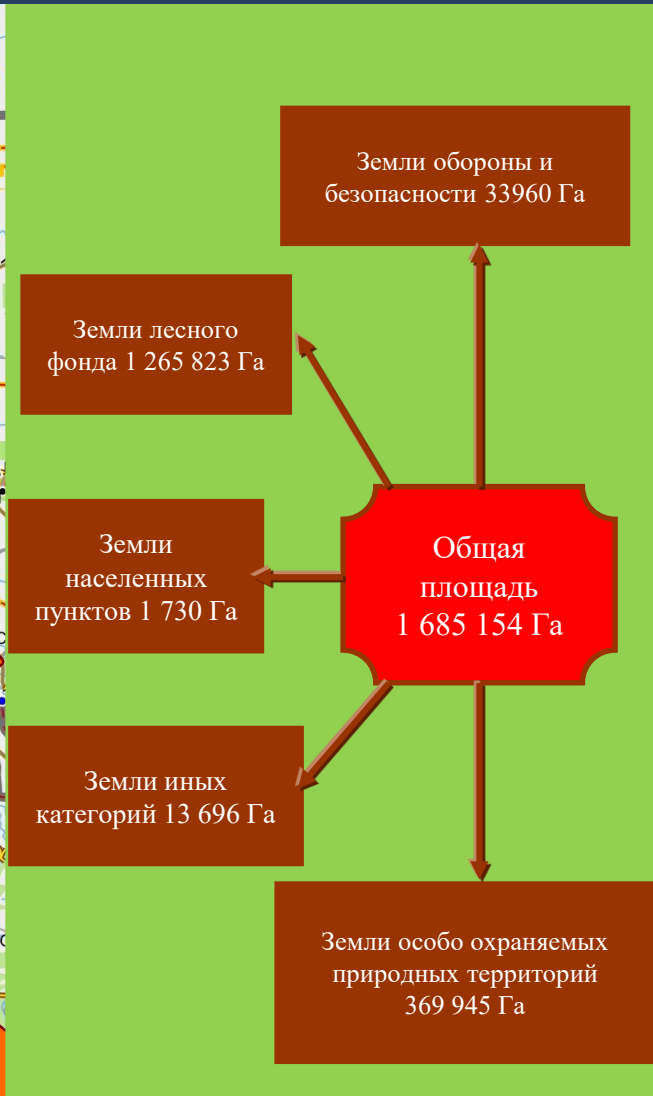 Земли обороны и
безопасности 33960 Га
Земли лесного
фонда 1 265 823 Га
Земли
населенных
пунктов 1 730 Га
Общая
площадь
1 685 154 Га
Земли иных
категорий 13 696 Га
Земли особо охраняемых
природных территорий
369 945 Га